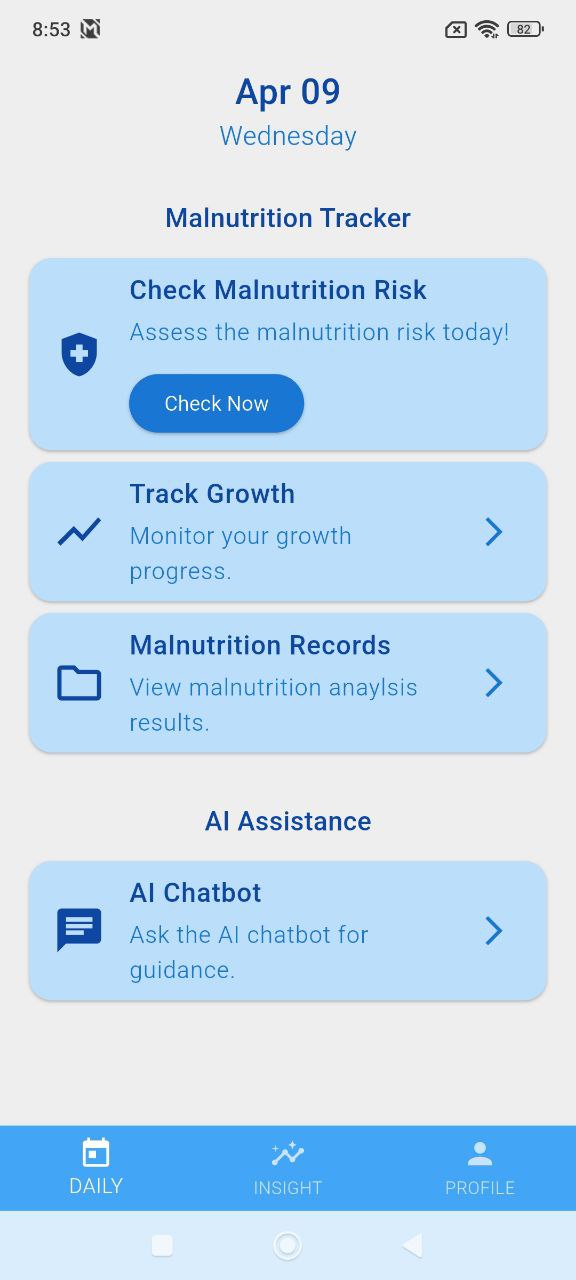 8:53
82
Apr 09
Wednesday
Malnutrition Tracker
Check Malnutrition Risk
Assess the malnutrition risk today!
Check Now
Track Growth
Monitor your growth
progress.
Malnutrition Records
View malnutrition anaylsis
results.
AI Assistance
AI Chatbot
Ask the AI chatbot for
guidance.
DAILY
INSIGHT
PROFILE